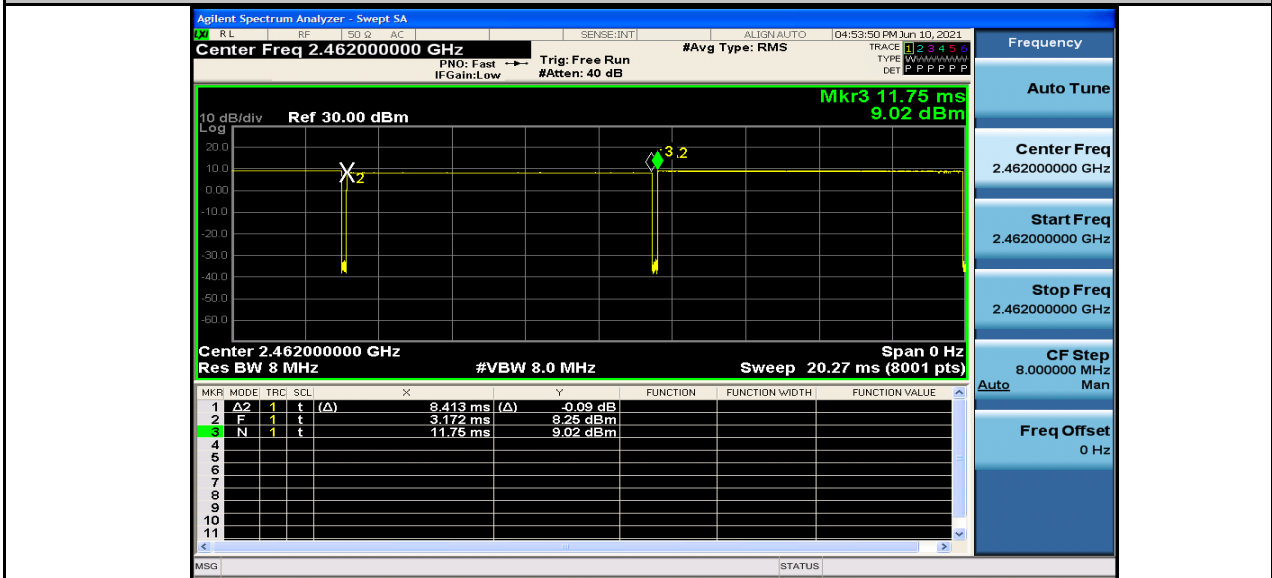 Agilent Spectrum Analyzer - Swept SA
LXI RL RF 50 Ω AC SENSE:INT ALIGN AUTO 04:53:50 PM Jun 10, 2021
Center Freq 2.462000000 GHz
PNO: Fast
IFGain:Low
Trig: Free Run
#Atten: 40 dB
#Avg Type: RMS
TRACE 1 2 3 4 5 6
TYPE
DET P P P P P P
Mkr3 11.75 ms
9.02 dBm
10 dB/div Ref 30.00 dBm
Log
20.0
10.0
0.00
-10.0
-20.0
-30.0
-40.0
-50.0
-60.0
2
3,2
Center 2.462000000 GHz Span 0 Hz
Res BW 8 MHz #VBW 8.0 MHz Sweep 20.27 ms (8001 pts)
MKR MODE TRC SCL X Y FUNCTION FUNCTION WIDTH FUNCTION VALUE
1 Δ2 1 t (Δ) 8.413 ms (Δ) -0.09 dB
2 F 1 t 3.172 ms 8.25 dBm
3 N 1 t 11.75 ms 9.02 dBm
4
5
6
7
8
9
10
11
MSG STATUS
Frequency
Auto Tune
Center Freq
2.462000000 GHz
Start Freq
2.462000000 GHz
Stop Freq
2.462000000 GHz
CF Step
8.000000 MHz
Auto Man
Freq Offset
0 Hz